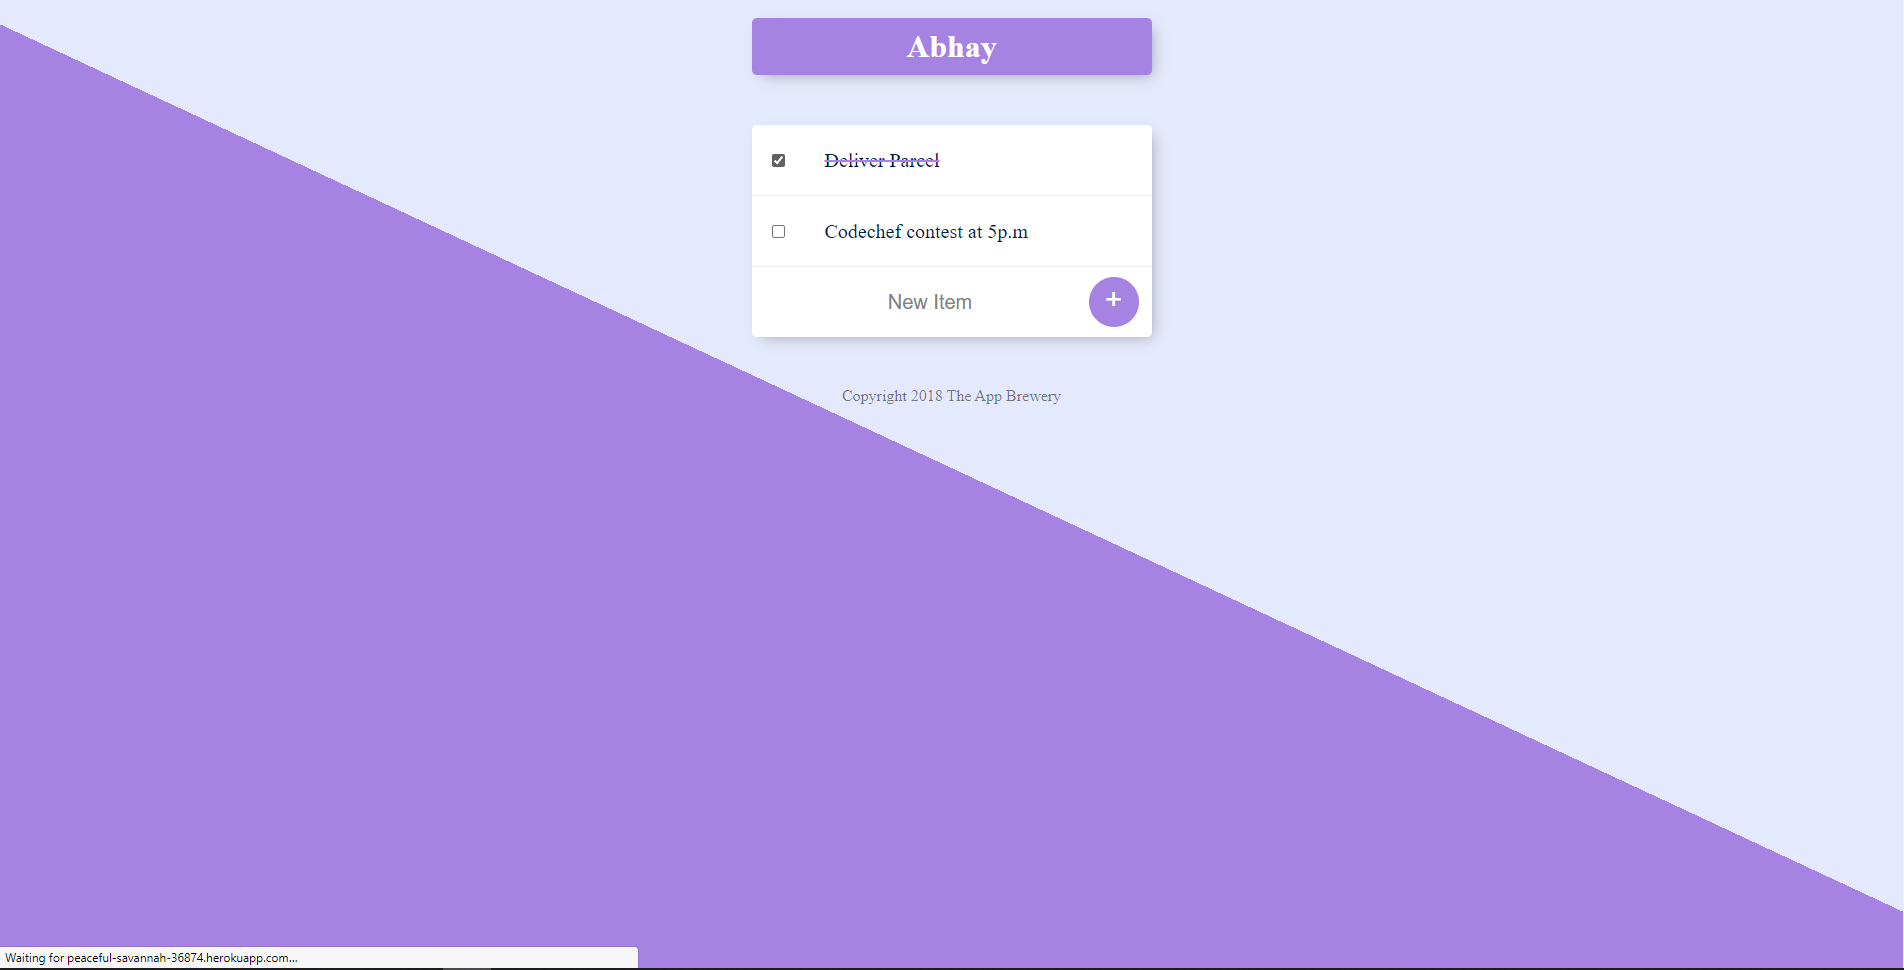 Abhay
Deliver Parcel
Codechef contest at 5p.m
New Item
+
Copyright 2018 The App Brewery
Waiting for peaceful-savannah-36874.herokuapp.com...